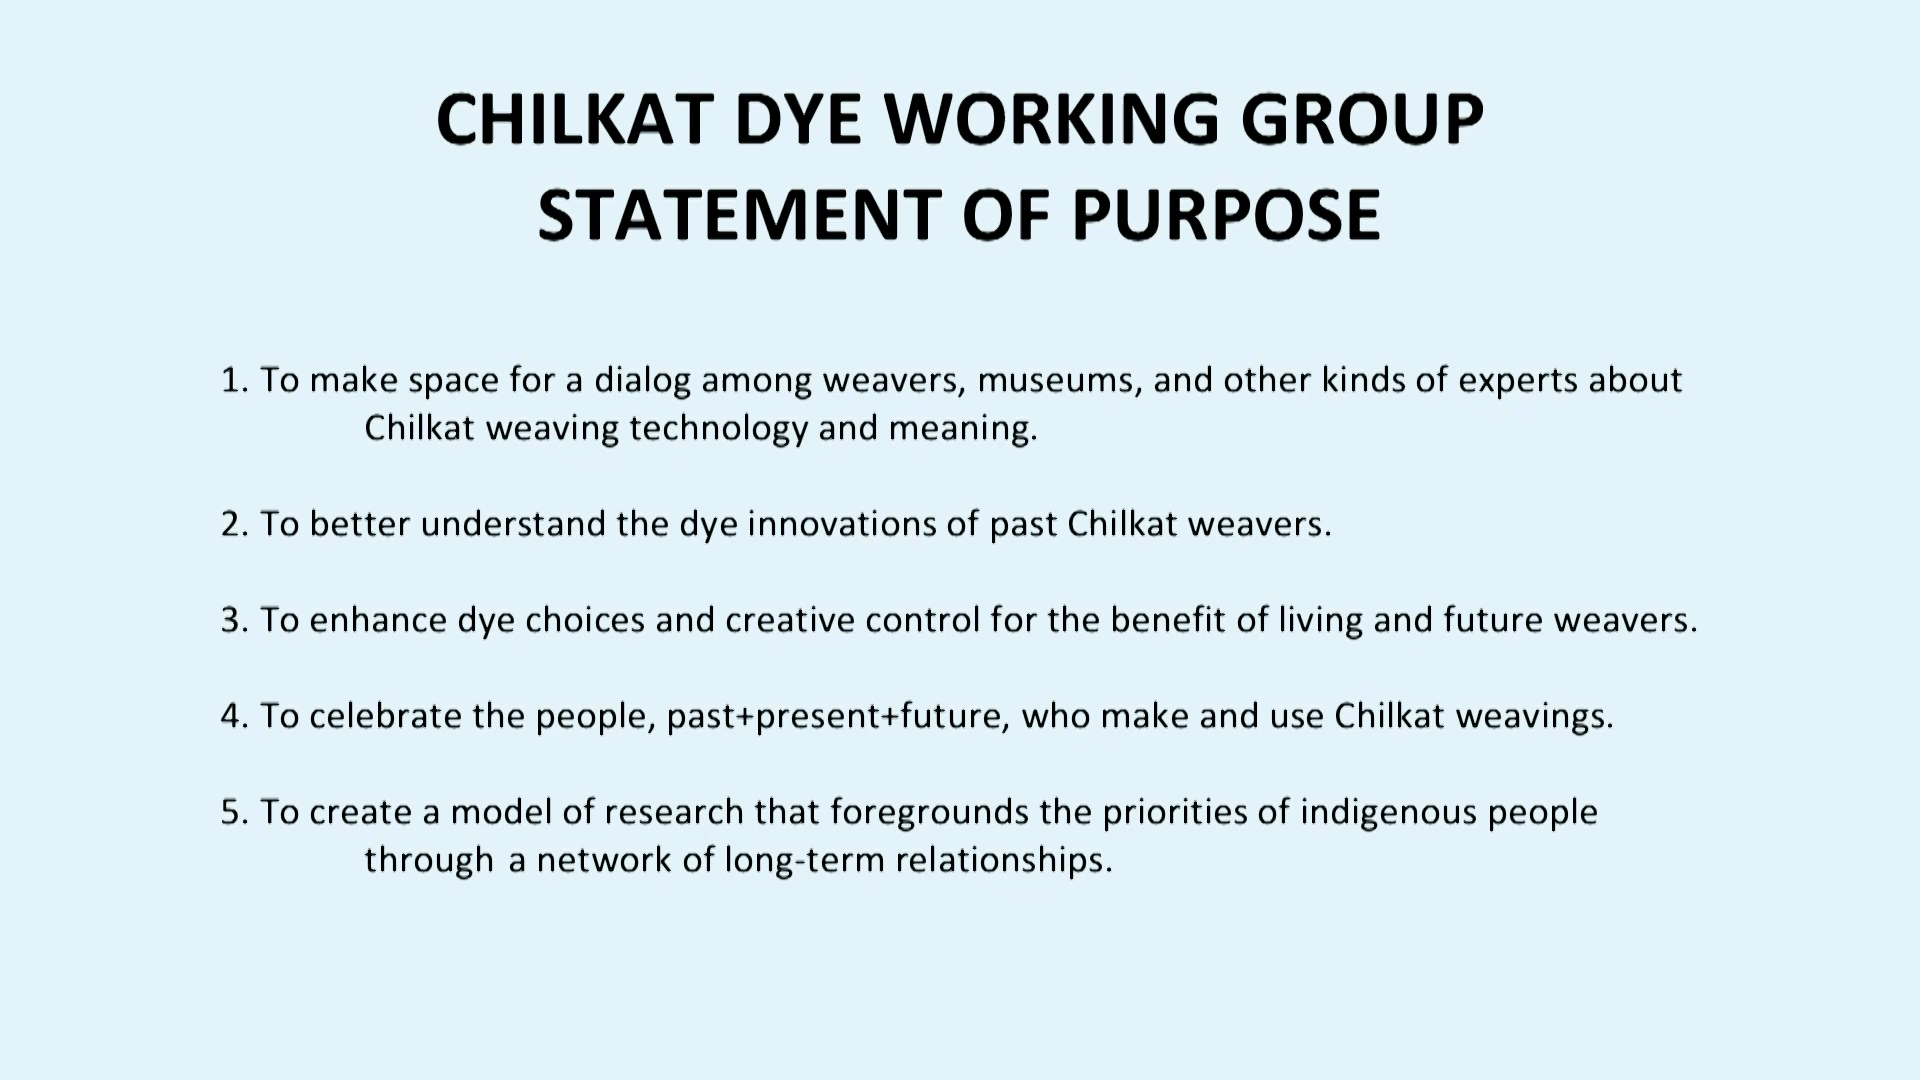 CHILKAT DYE WORKING GROUP
STATEMENT OF PURPOSE
1. To make space for a dialog among weavers, museums, and other kinds of experts about
Chilkat weaving technology and meaning.
2. To better understand the dye innovations of past Chilkat weavers.
3. To enhance dye choices and creative control for the benefit of living and future weavers.
4. To celebrate the people, past+present+future, who make and use Chilkat weavings.
5. To create a model of research that foregrounds the priorities of indigenous people
through a network of long-term relationships.